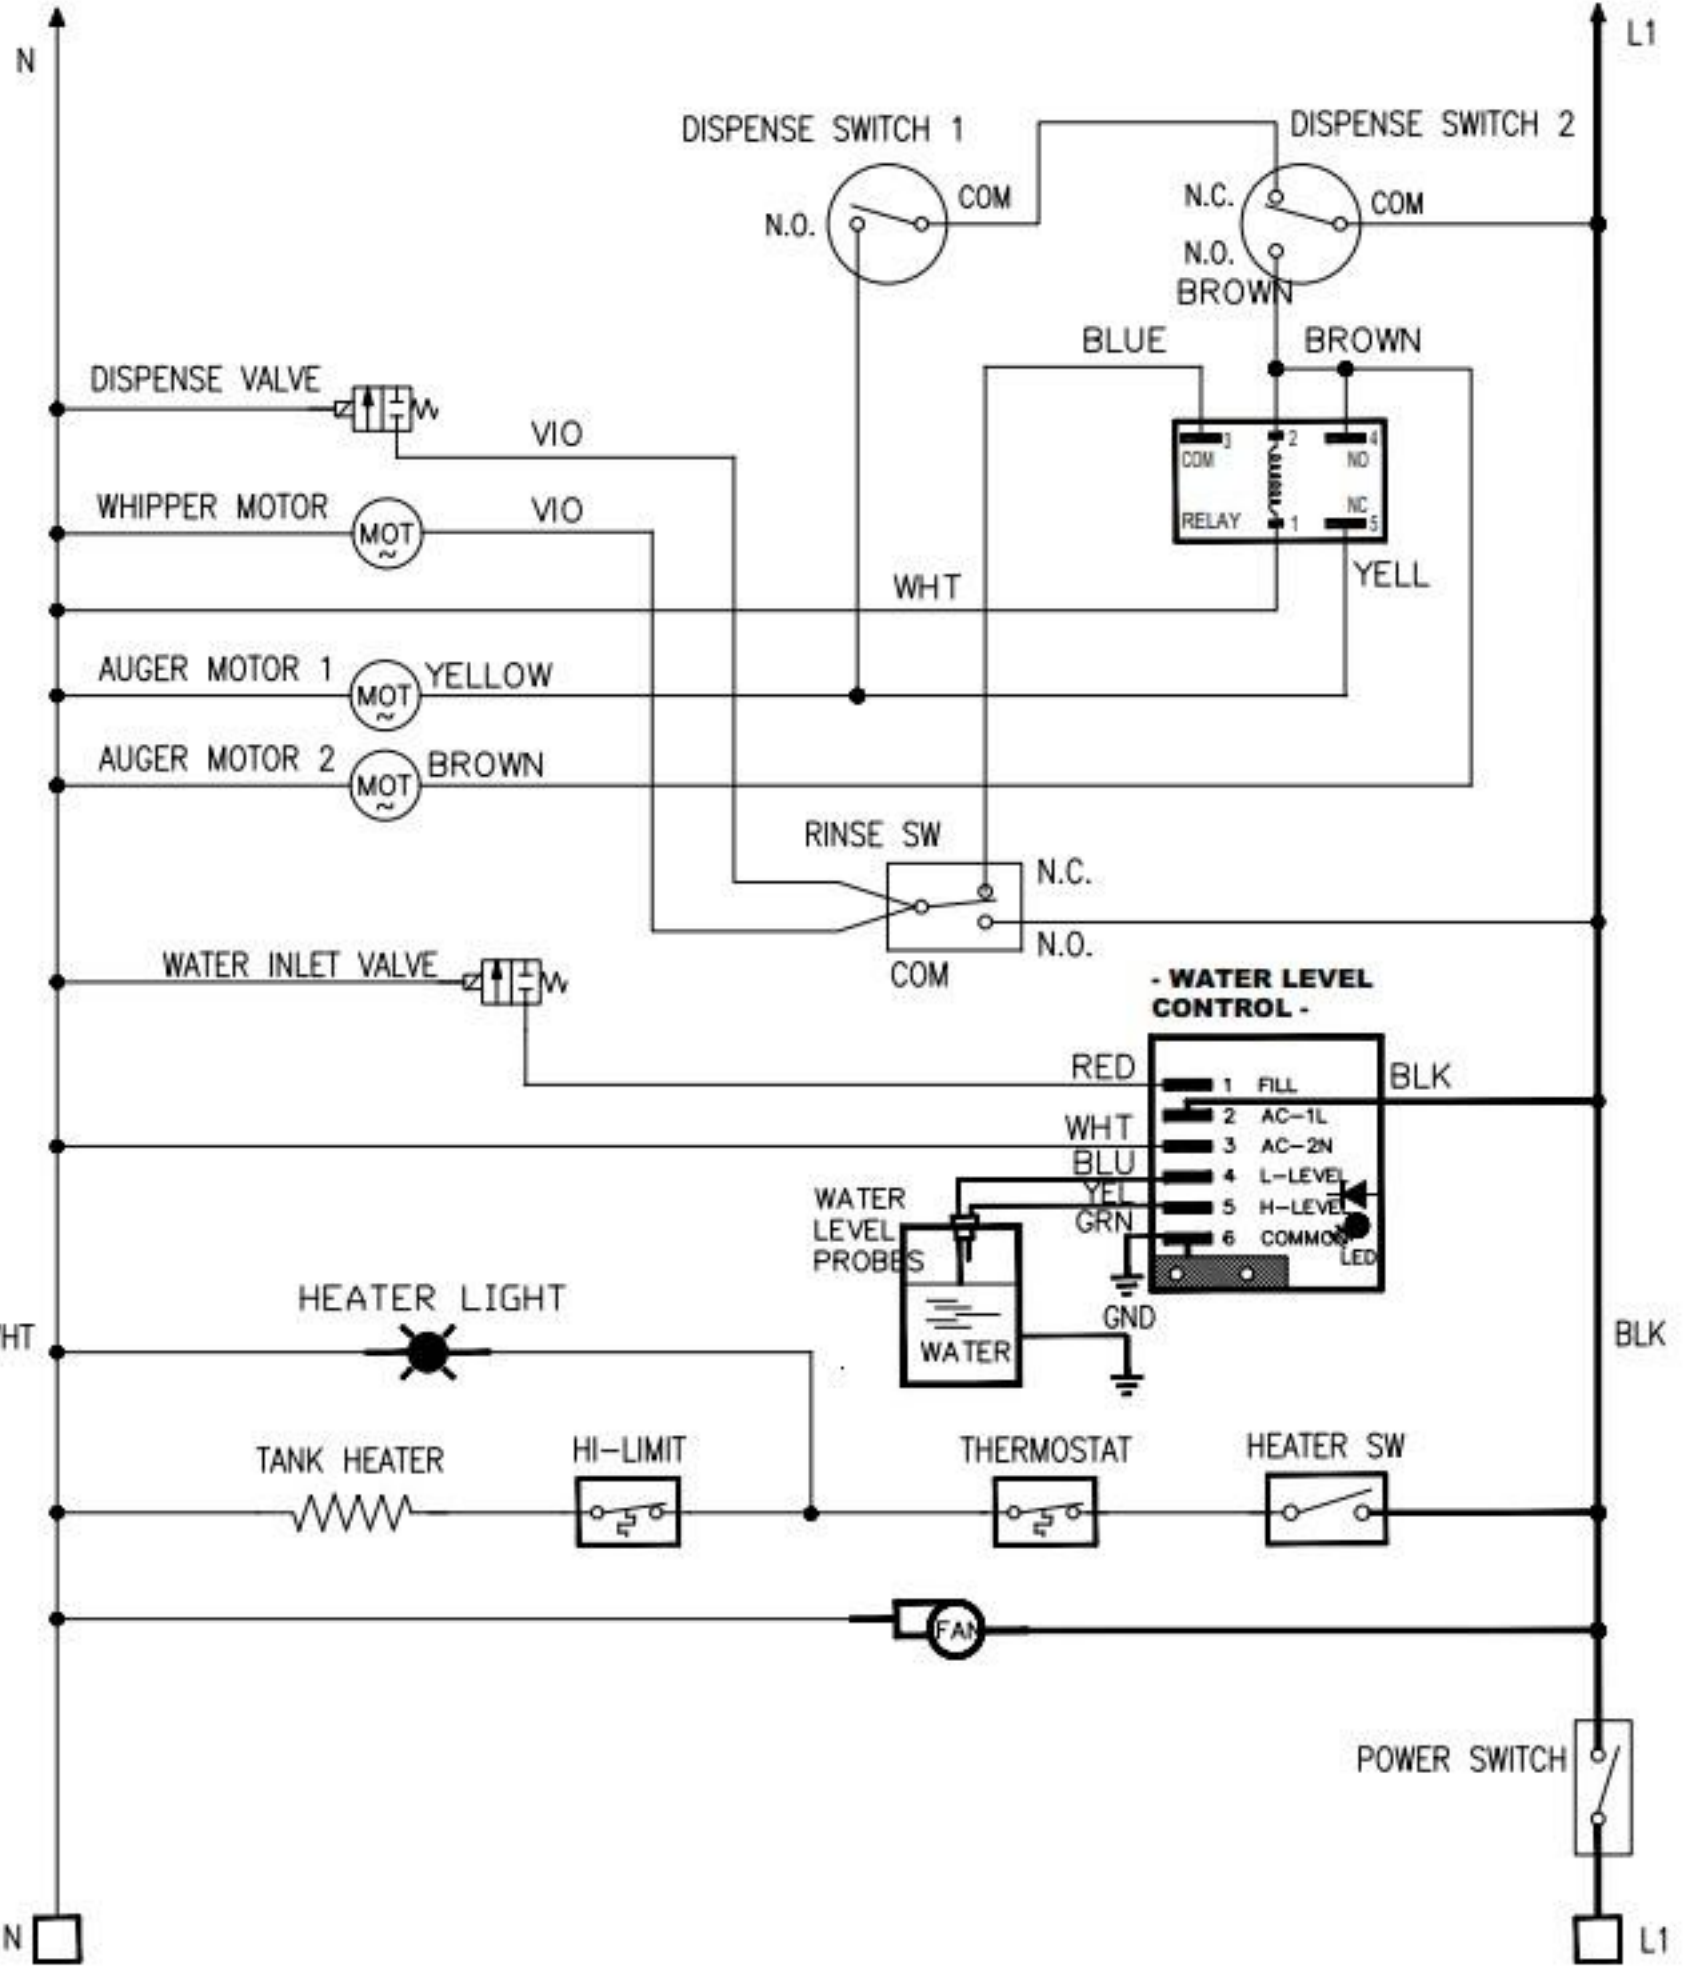 N
L1
DISPENSE SWITCH 1
DISPENSE SWITCH 2
N.C.
COM
COM
N.O.
N.O.
BROWN
BLUE
BROWN
DISPENSE VALVE
VIO
3
2
4
COM
NO
WHIPPER MOTOR
VIO
MOT
~
NC
RELAY
1
5
YELL
WHT
AUGER MOTOR 1
YELLOW
MOT
~
AUGER MOTOR 2
BROWN
MOT
~
RINSE SW
N.C.
N.O.
COM
WATER INLET VALVE
- WATER LEVEL
CONTROL -
RED
1 FILL
BLK
2 AC-1L
WHT
3 AC-2N
BLU
4 L-LEVEL
YEL
5 H-LEVEL
GRN
6 COMMON
LED
WATER
LEVEL
PROBES
GND
WATER
HEATER LIGHT
HT
BLK
TANK HEATER
HI-LIMIT
THERMOSTAT
HEATER SW
FAN
POWER SWITCH
N
L1